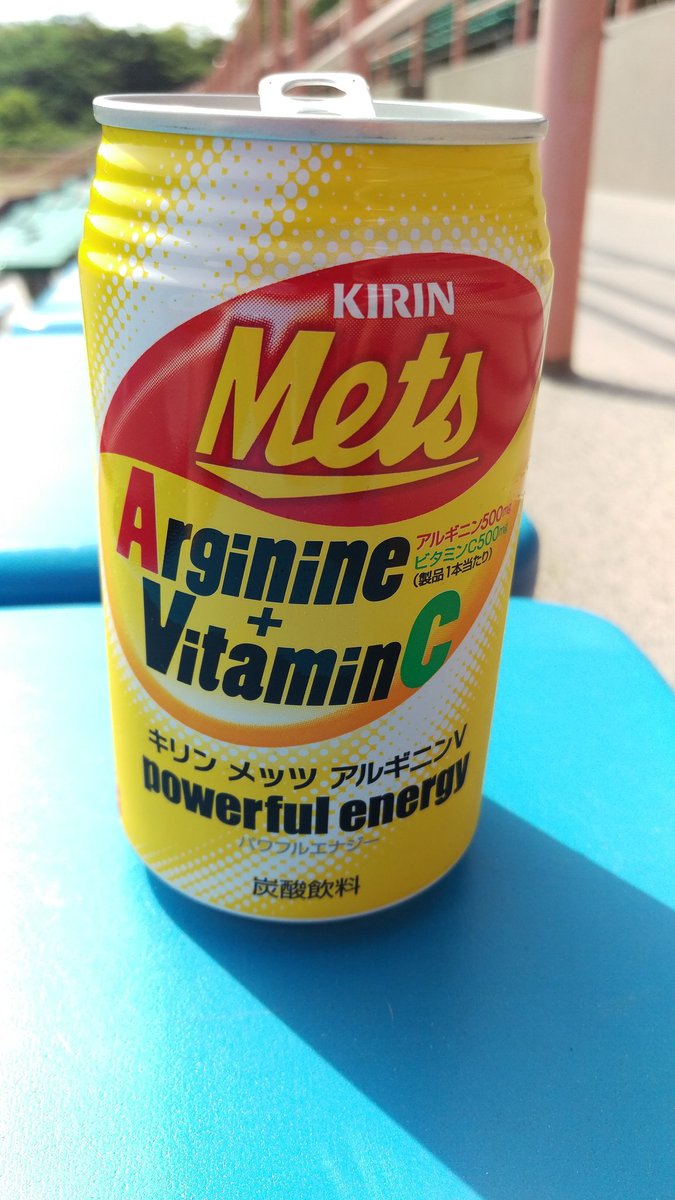 KIRIN
Mets
Arginine
+
VitaminC
アルギニン500mg
ビタミンC500mg
(製品1本当たり)
キリン メッツ アルギニンV
powerful energy
パワフルエナジー
炭酸飲料